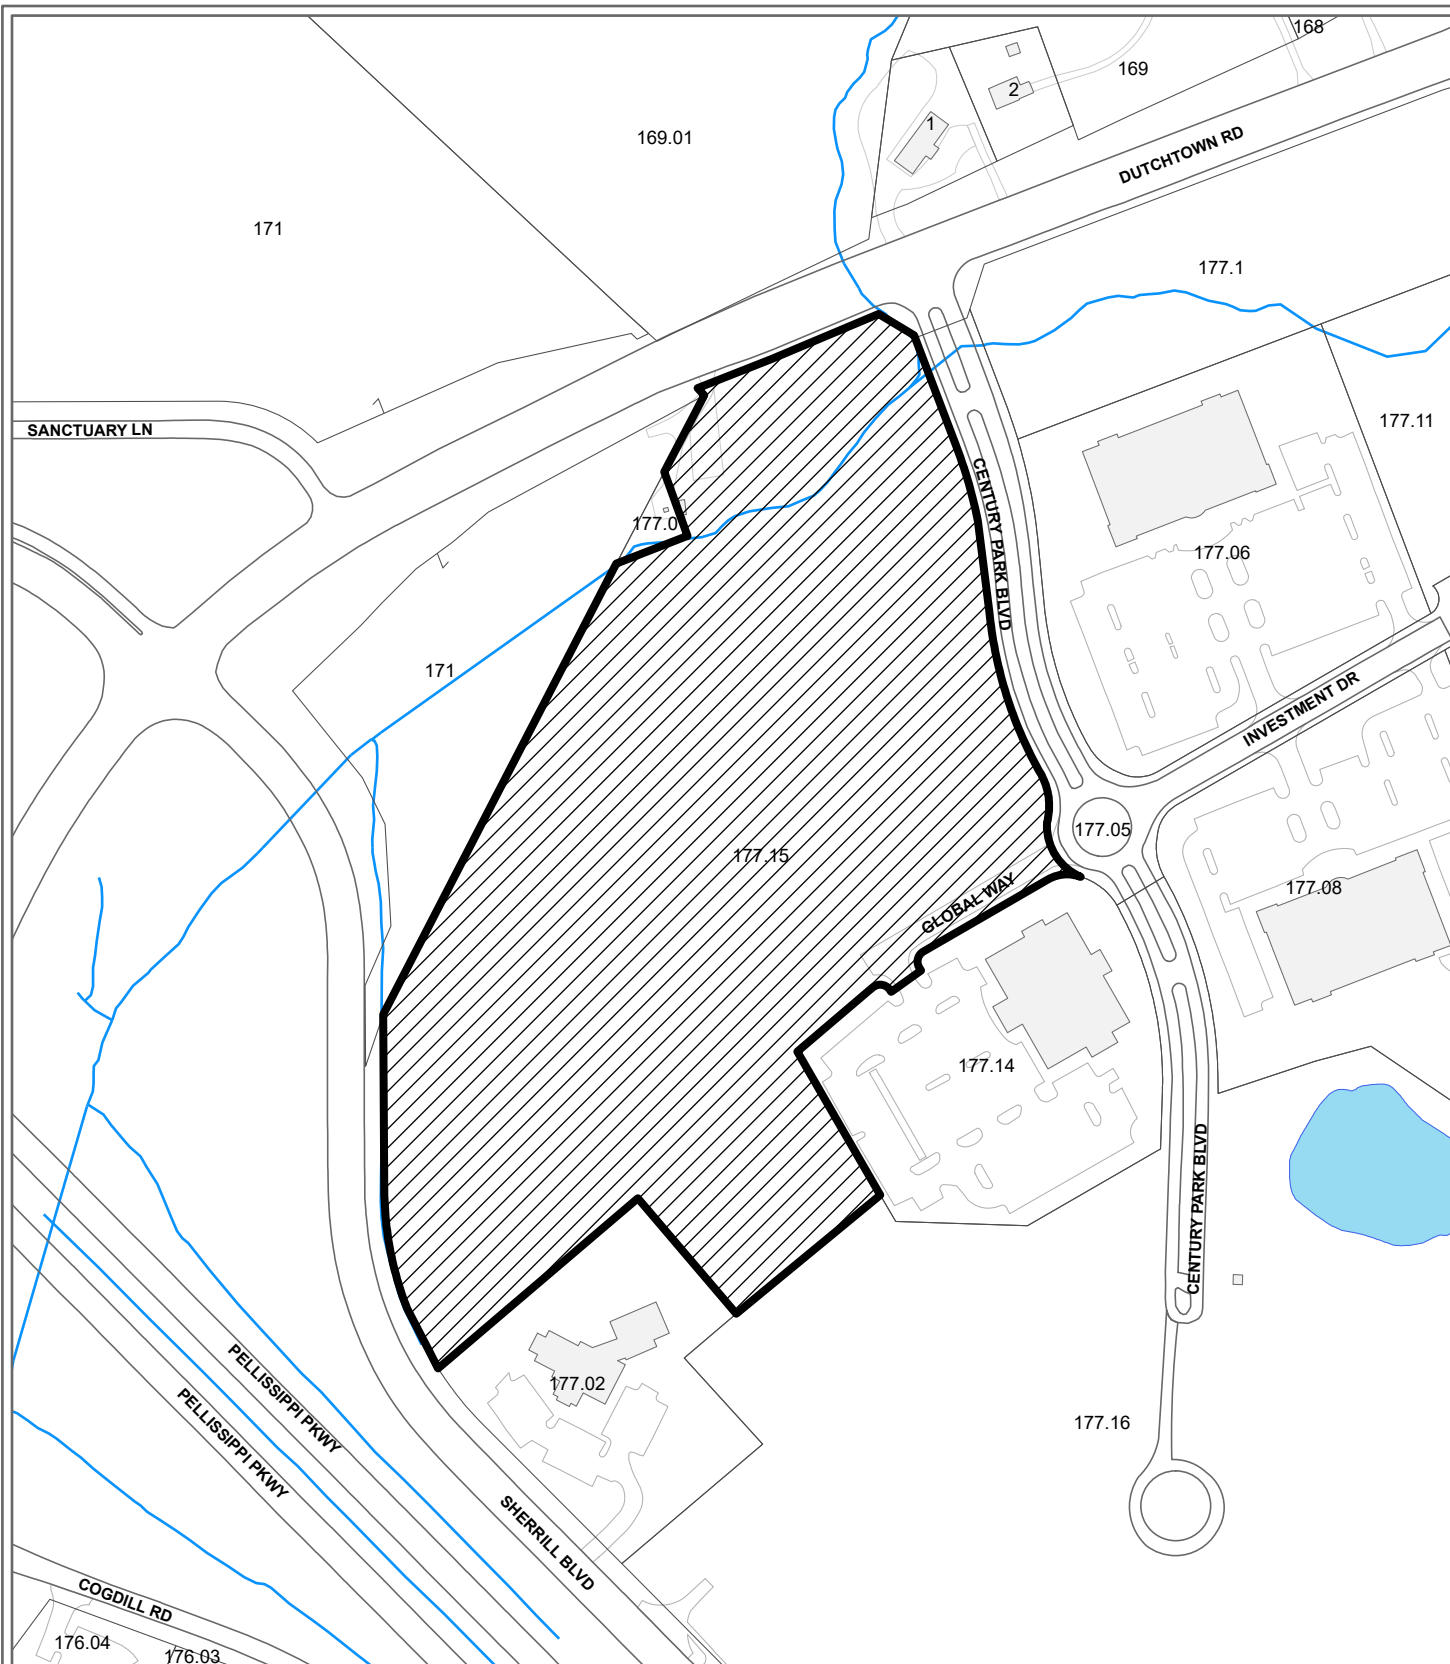 168
169
2
1
169.01
DUTCHTOWN RD
171
177.1
SANCTUARY LN
177.11
CENTURY PARK BLVD
177.0
177.06
171
INVESTMENT DR
177.05
177.15
177.08
GLOBAL WAY
177.14
CENTURY PARK BLVD
PELLISSIPPI PKWY
PELLISSIPPI PKWY
177.02
177.16
SHERRILL BLVD
COGDILL RD
176.04
176.03